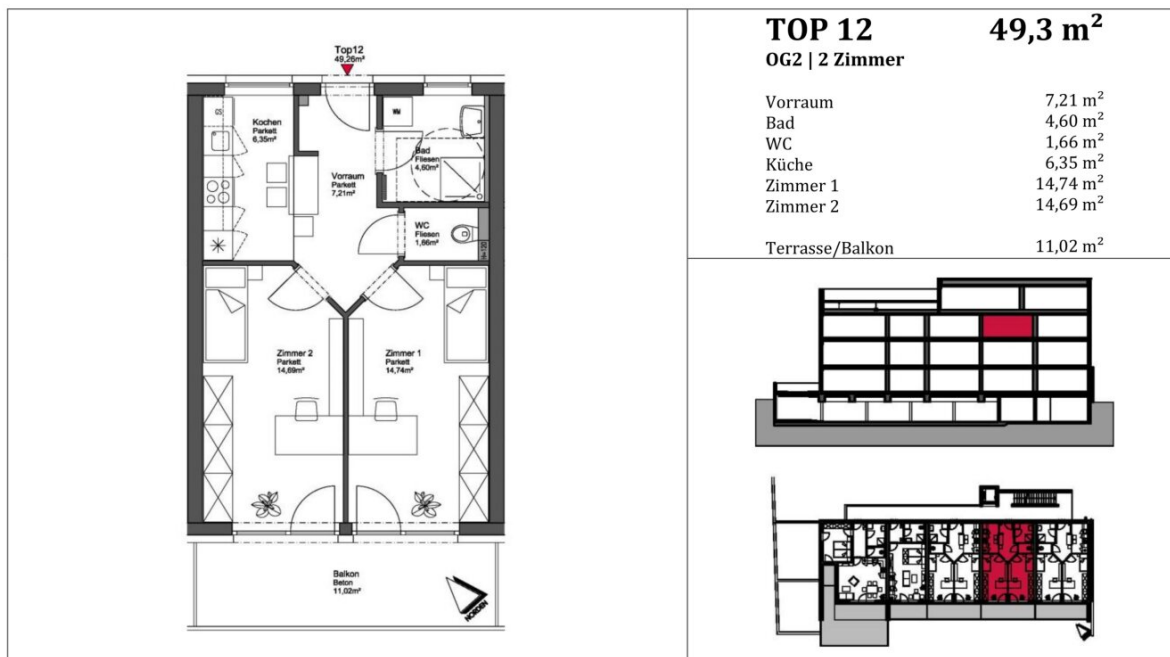 Top12
49,26m²
GS
Kochen
Parkett
6,35m²
WM
Bad
Fliesen
4,60m²
Vorraum
Parkett
7,21m²
WC
Fliesen
1,66m²
H=120
Zimmer 2
Parkett
14,69m²
Zimmer 1
Parkett
14,74m²
Balkon
Beton
11,02m²
NORDEN
TOP 12 49,3 m²
OG2 | 2 Zimmer
Vorraum 7,21 m²
Bad 4,60 m²
WC 1,66 m²
Küche 6,35 m²
Zimmer 1 14,74 m²
Zimmer 2 14,69 m²
Terrasse/Balkon 11,02 m²